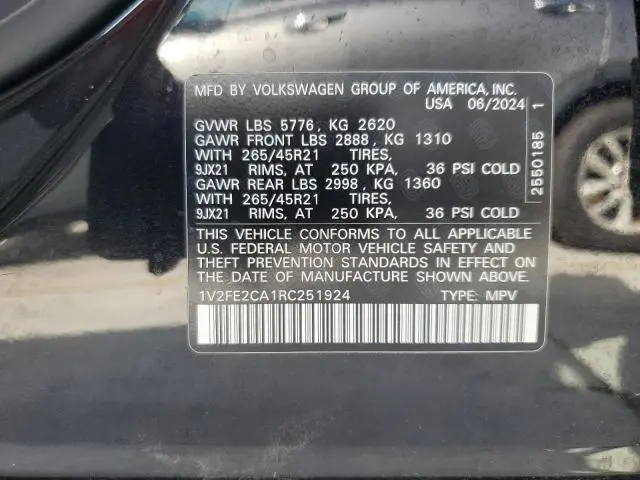 MFD BY VOLKSWAGEN GROUP OF AMERICA, INC.
USA 06/2024
GVWR LBS 5776, KG 2620
GAWR FRONT LBS 2888, KG 1310
WITH 265/45R21 TIRES,
9JX21 RIMS, AT 250 KPA, 36 PSI COLD
GAWR REAR LBS 2998, KG 1360
WITH 265/45R21 TIRES,
9JX21 RIMS, AT 250 KPA, 36 PSI COLD
THIS VEHICLE CONFORMS TO ALL APPLICABLE
U.S. FEDERAL MOTOR VEHICLE SAFETY AND
THEFT PREVENTION STANDARDS IN EFFECT ON
THE DATE OF MANUFACTURE SHOWN ABOVE.
1V2FE2CA1RC251924 TYPE: MPV
2550185 1